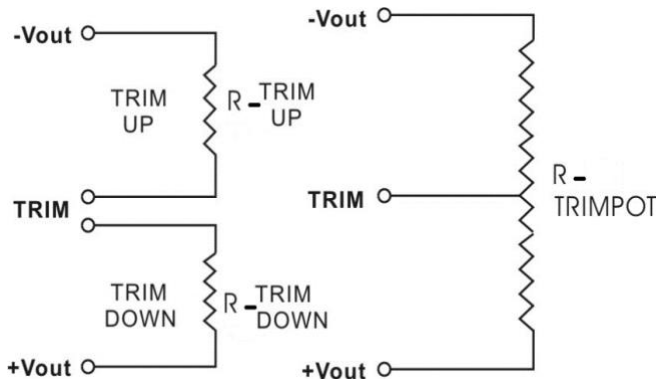 -Vout
TRIM
UP
R -TRIM
UP
TRIM
TRIM
DOWN
R -TRIM
DOWN
+Vout
-Vout
TRIM
R -
TRIMPOT
+Vout